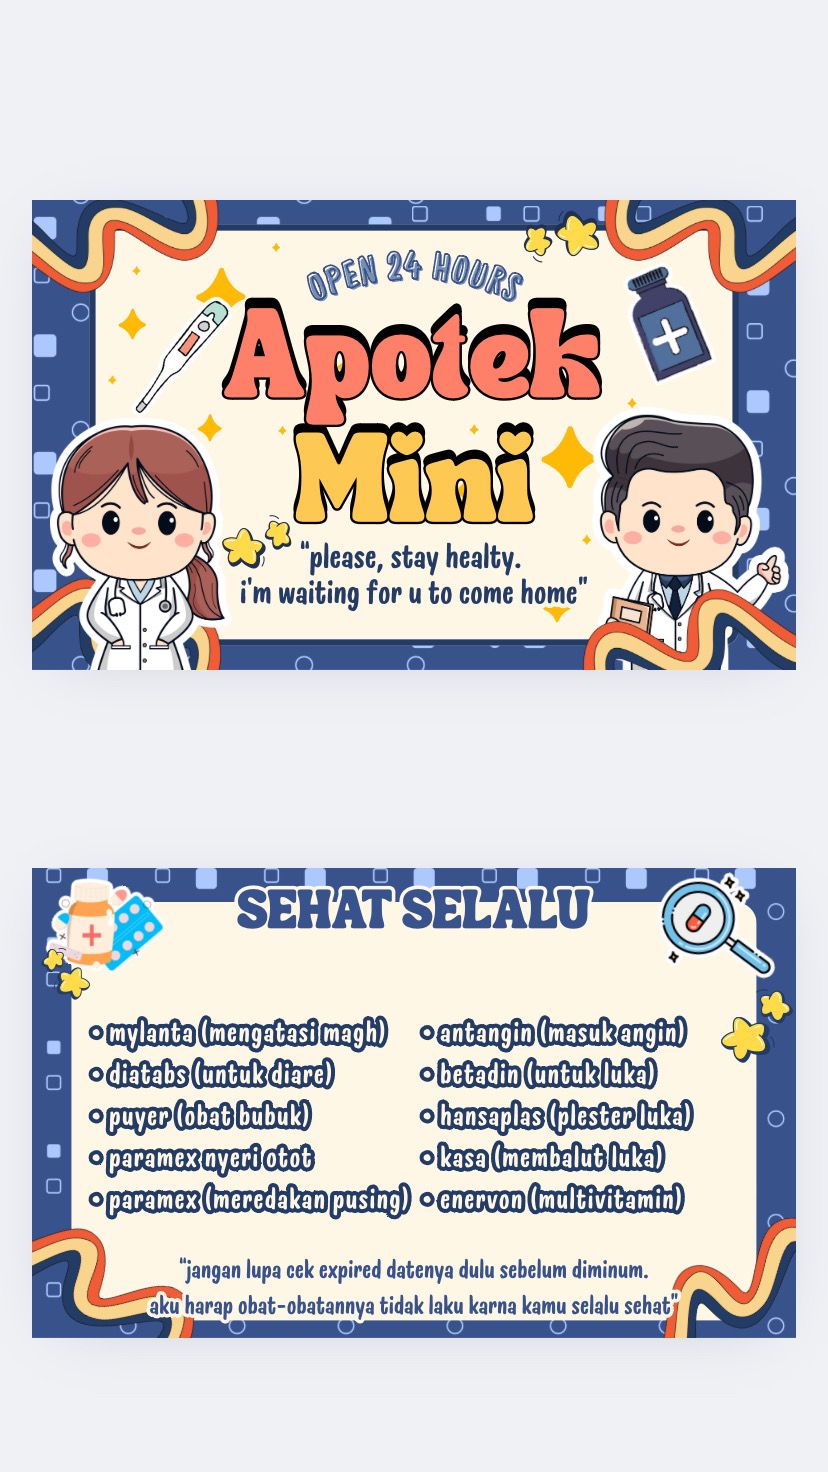 OPEN 24 HOURS
Apotek
Mini
"please, stay healty.
i'm waiting for u to come home"
SEHAT SELALU
• mylanta (mengatasi magh)
• diatabs (untuk diare)
• puyer (obat bubuk)
• paramex nyeri otot
• paramex (meredakan pusing)
• antangin (masuk angin)
• betadin (untuk luka)
• hansaplas (plester luka)
• kasa (membalut luka)
• enervon (multivitamin)
"jangan lupa cek expired datenya dulu sebelum diminum.
aku harap obat-obatannya tidak laku karna kamu selalu sehat"